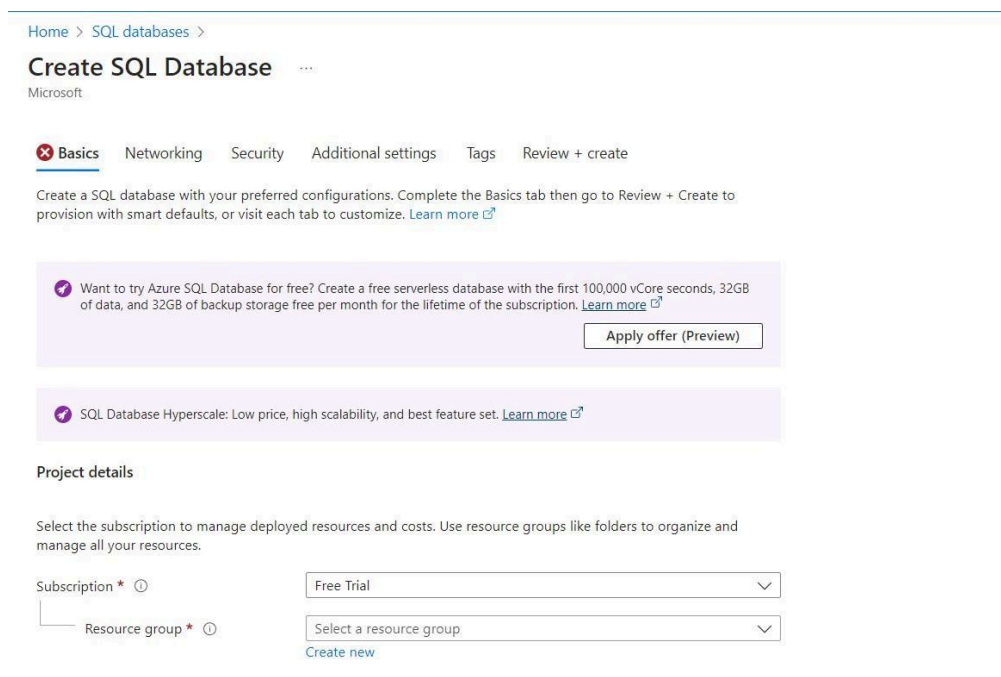 Home > SQL databases >
Create SQL Database ...
Microsoft
Basics Networking Security Additional settings Tags Review + create
Create a SQL database with your preferred configurations. Complete the Basics tab then go to Review + Create to
provision with smart defaults, or visit each tab to customize. Learn more
Want to try Azure SQL Database for free? Create a free serverless database with the first 100,000 vCore seconds, 32GB
of data, and 32GB of backup storage free per month for the lifetime of the subscription. Learn more
Apply offer (Preview)
SQL Database Hyperscale: Low price, high scalability, and best feature set. Learn more
Project details
Select the subscription to manage deployed resources and costs. Use resource groups like folders to organize and
manage all your resources.
Subscription * Free Trial
Resource group * Select a resource group
Create new